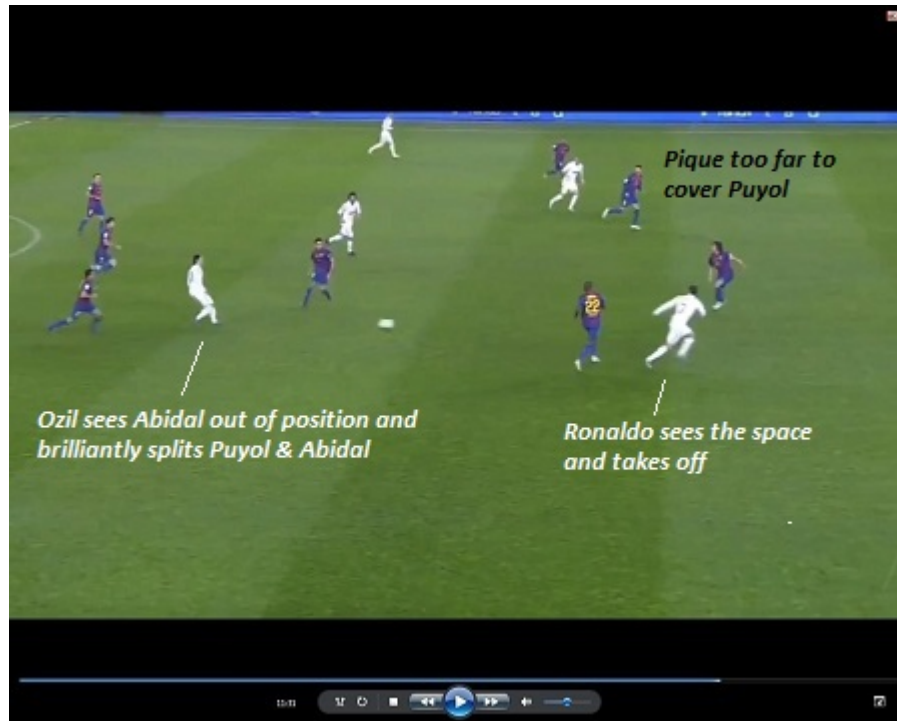 Pique too far to
cover Puyol
22
Ozil sees Abidal out of position and
brilliantly splits Puyol & Abidal
Ronaldo sees the space
and takes off